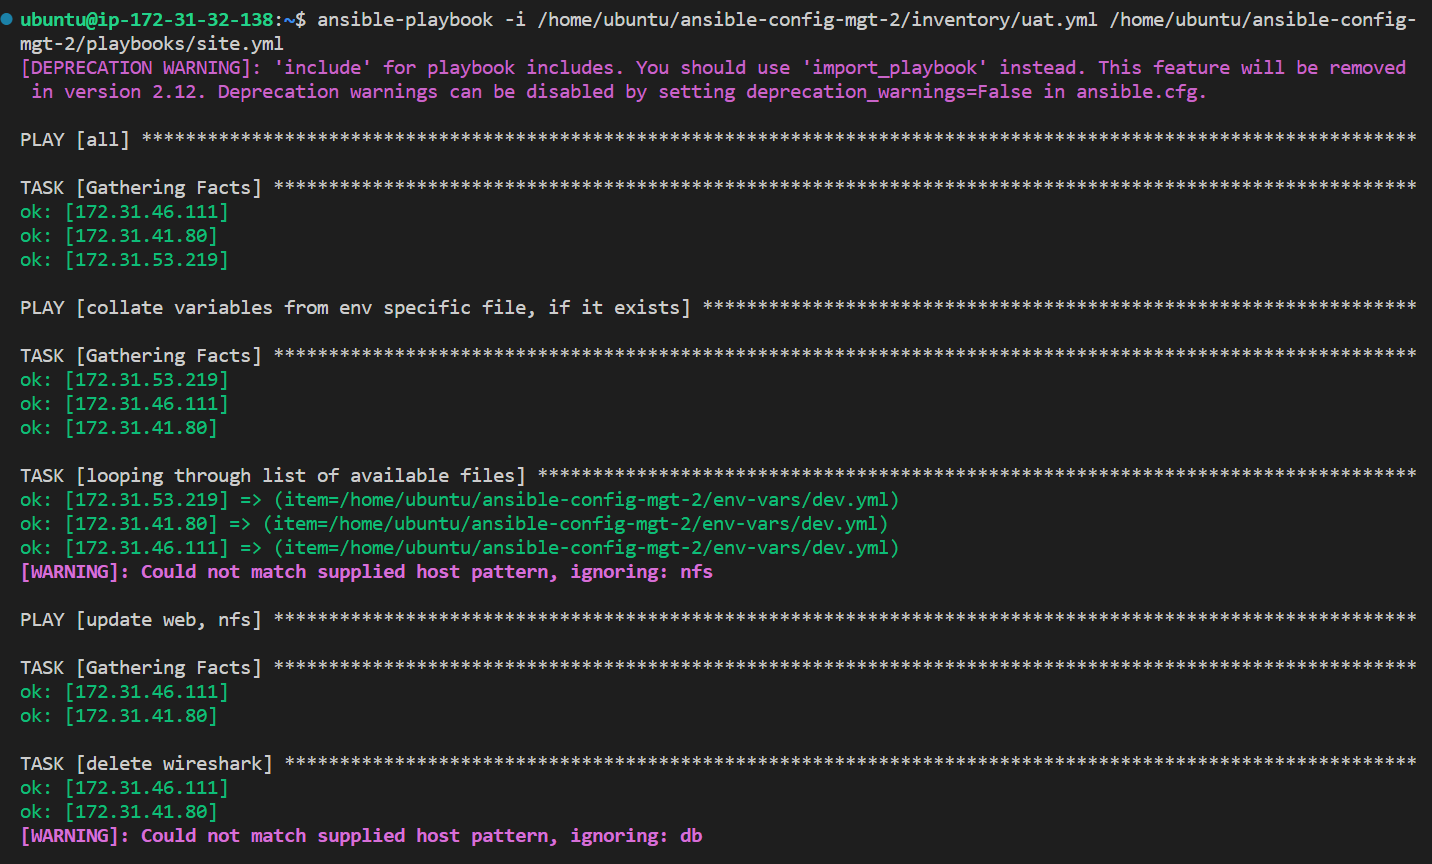 ubuntu@ip-172-31-32-138:~$ ansible-playbook -i /home/ubuntu/ansible-config-mgt-2/inventory/uat.yml /home/ubuntu/ansible-config-
mgt-2/playbooks/site.yml
[DEPRECATION WARNING]: 'include' for playbook includes. You should use 'import_playbook' instead. This feature will be removed
 in version 2.12. Deprecation warnings can be disabled by setting deprecation_warnings=False in ansible.cfg.
PLAY [all] ********************************************************************************************************************
TASK [Gathering Facts] ********************************************************************************************************
ok: [172.31.46.111]
ok: [172.31.41.80]
ok: [172.31.53.219]
PLAY [collate variables from env specific file, if it exists] *****************************************************************
TASK [Gathering Facts] ********************************************************************************************************
ok: [172.31.53.219]
ok: [172.31.46.111]
ok: [172.31.41.80]
TASK [looping through list of available files] ********************************************************************************
ok: [172.31.53.219] => (item=/home/ubuntu/ansible-config-mgt-2/env-vars/dev.yml)
ok: [172.31.41.80] => (item=/home/ubuntu/ansible-config-mgt-2/env-vars/dev.yml)
ok: [172.31.46.111] => (item=/home/ubuntu/ansible-config-mgt-2/env-vars/dev.yml)
[WARNING]: Could not match supplied host pattern, ignoring: nfs
PLAY [update web, nfs] ********************************************************************************************************
TASK [Gathering Facts] ********************************************************************************************************
ok: [172.31.46.111]
ok: [172.31.41.80]
TASK [delete wireshark] *******************************************************************************************************
ok: [172.31.46.111]
ok: [172.31.41.80]
[WARNING]: Could not match supplied host pattern, ignoring: db